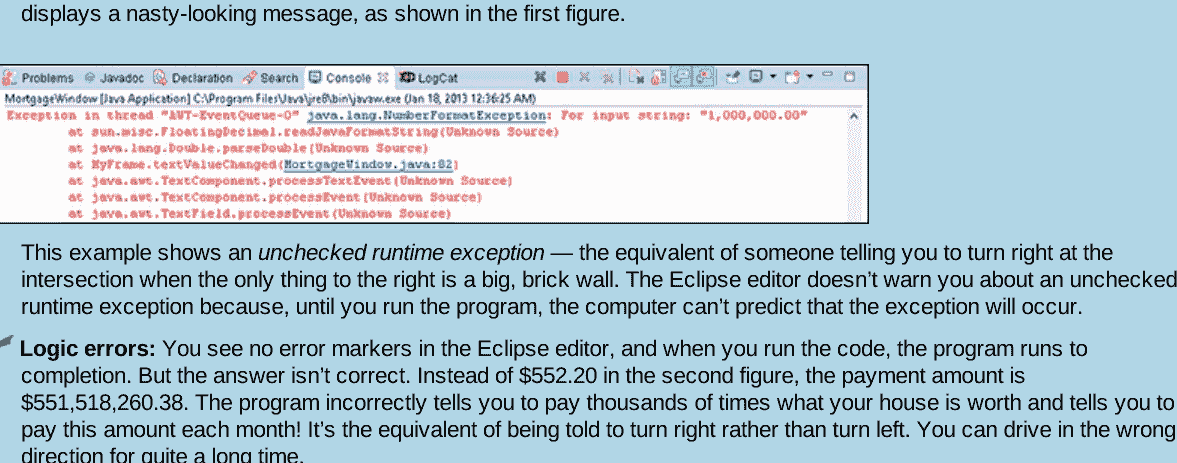 displays a nasty-looking message, as shown in the first figure.
Problems Javadoc Declaration Search Console LogCat
MortgageWindow [Java Application] C:\Program Files\Java\jre6\bin\javaw.exe (Jan 18, 2013 12:36:25 AM)
Exception in thread "AWT-EventQueue-0" java.lang.NumberFormatException: For input string: "1,000,000.00"
at sun.misc.FloatingDecimal.readJavaFormatString(Unknown Source)
at java.lang.Double.parseDouble(Unknown Source)
at MyFrame.textValueChanged(MortgageWindow.java:82)
at java.awt.TextComponent.processTextEvent(Unknown Source)
at java.awt.TextComponent.processEvent(Unknown Source)
at java.awt.TextField.processEvent(Unknown Source)
This example shows an unchecked runtime exception — the equivalent of someone telling you to turn right at the
intersection when the only thing to the right is a big, brick wall. The Eclipse editor doesn't warn you about an unchecked
runtime exception because, until you run the program, the computer can't predict that the exception will occur.
Logic errors: You see no error markers in the Eclipse editor, and when you run the code, the program runs to
completion. But the answer isn't correct. Instead of $552.20 in the second figure, the payment amount is
$551,518,260.38. The program incorrectly tells you to pay thousands of times what your house is worth and tells you to
pay this amount each month! It's the equivalent of being told to turn right rather than turn left. You can drive in the wrong
direction for quite a long time.